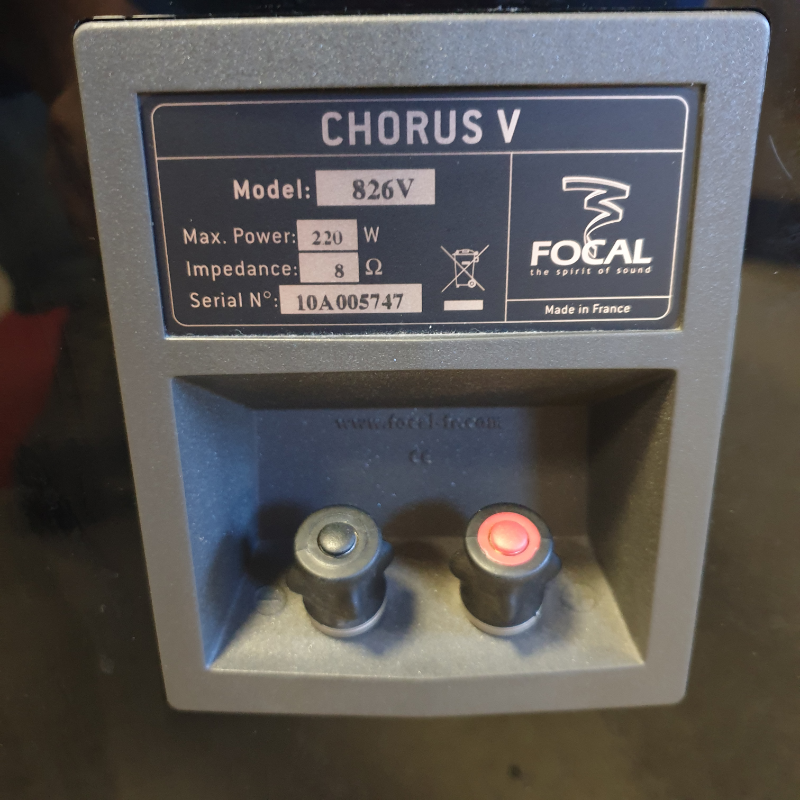 CHORUS V
Model: 826V
Max. Power: 220 W
Impedance: 8 Ω
Serial N°: 10A005747
FOCAL
the spirit of sound
Made in France
www.focal-fr.com
CE